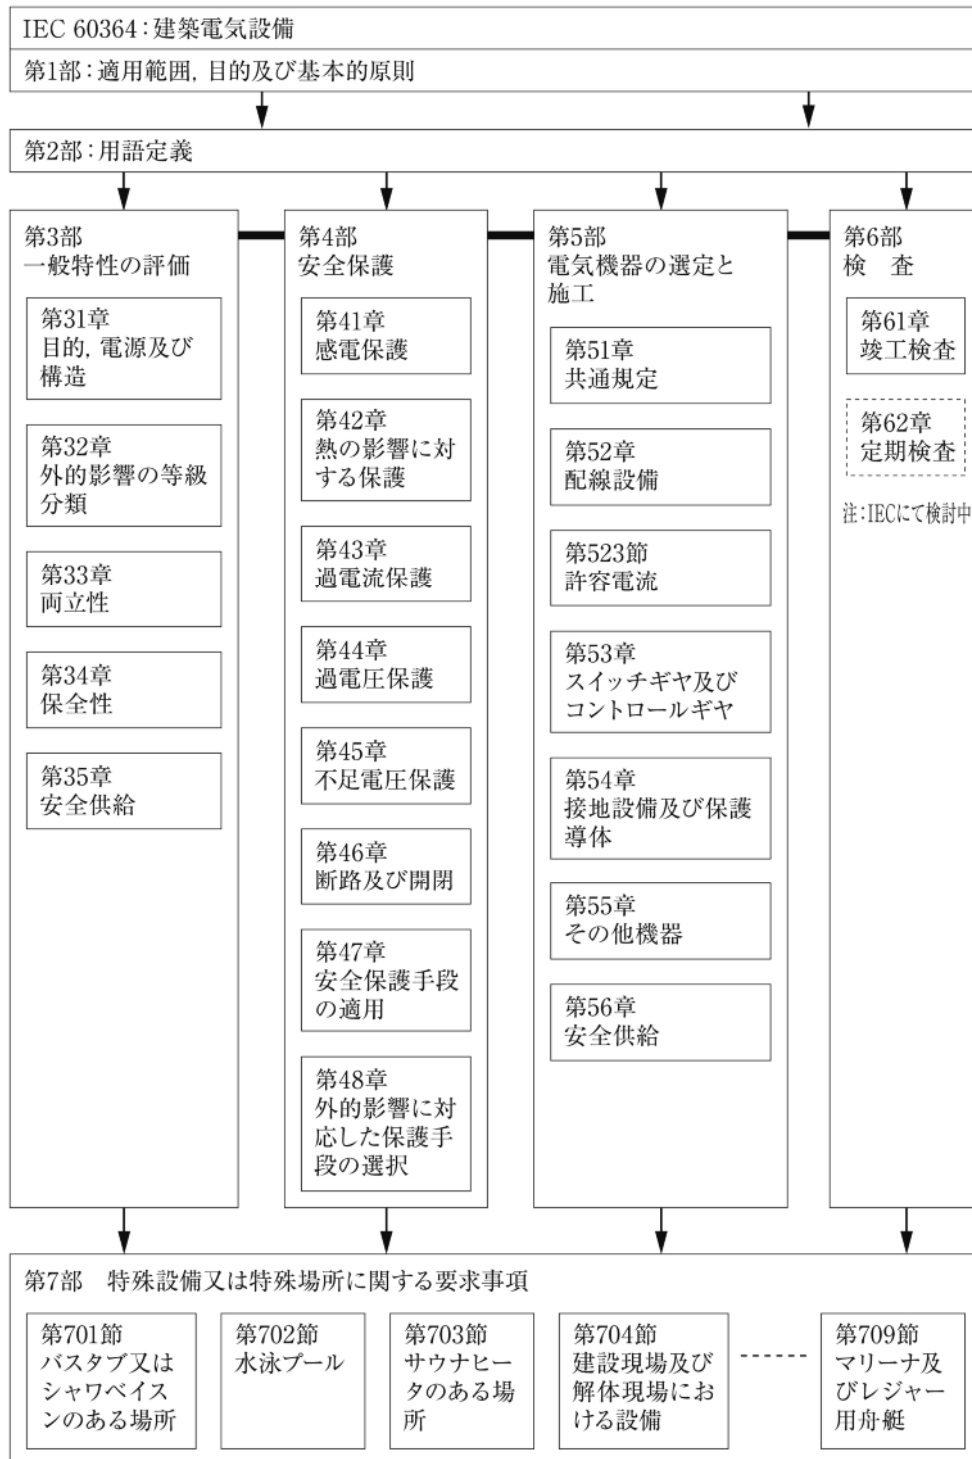 IEC 60364：建築電気設備
第1部：適用範囲，目的及び基本的原則
第2部：用語定義
第3部
一般特性の評価
第31章
目的，電源及び
構造
第32章
外的影響の等級
分類
第33章
両立性
第34章
保全性
第35章
安全供給
第4部
安全保護
第41章
感電保護
第42章
熱の影響に対
する保護
第43章
過電流保護
第44章
過電圧保護
第45章
不足電圧保護
第46章
断路及び開閉
第47章
安全保護手段
の適用
第48章
外的影響に対
応した保護手
段の選択
第5部
電気機器の選定と
施工
第51章
共通規定
第52章
配線設備
第523節
許容電流
第53章
スイッチギヤ及び
コントロールギヤ
第54章
接地設備及び保護
導体
第55章
その他機器
第56章
安全供給
第6部
検　査
第61章
竣工検査
第62章
定期検査
注：IECにて検討中
第7部　特殊設備又は特殊場所に関する要求事項
第701節
バスタブ又は
シャワベイス
ンのある場所
第702節
水泳プール
第703節
サウナヒー
タのある場
所
第704節
建設現場及び
解体現場にお
ける設備
第709節
マリーナ及
びレジャー
用舟艇